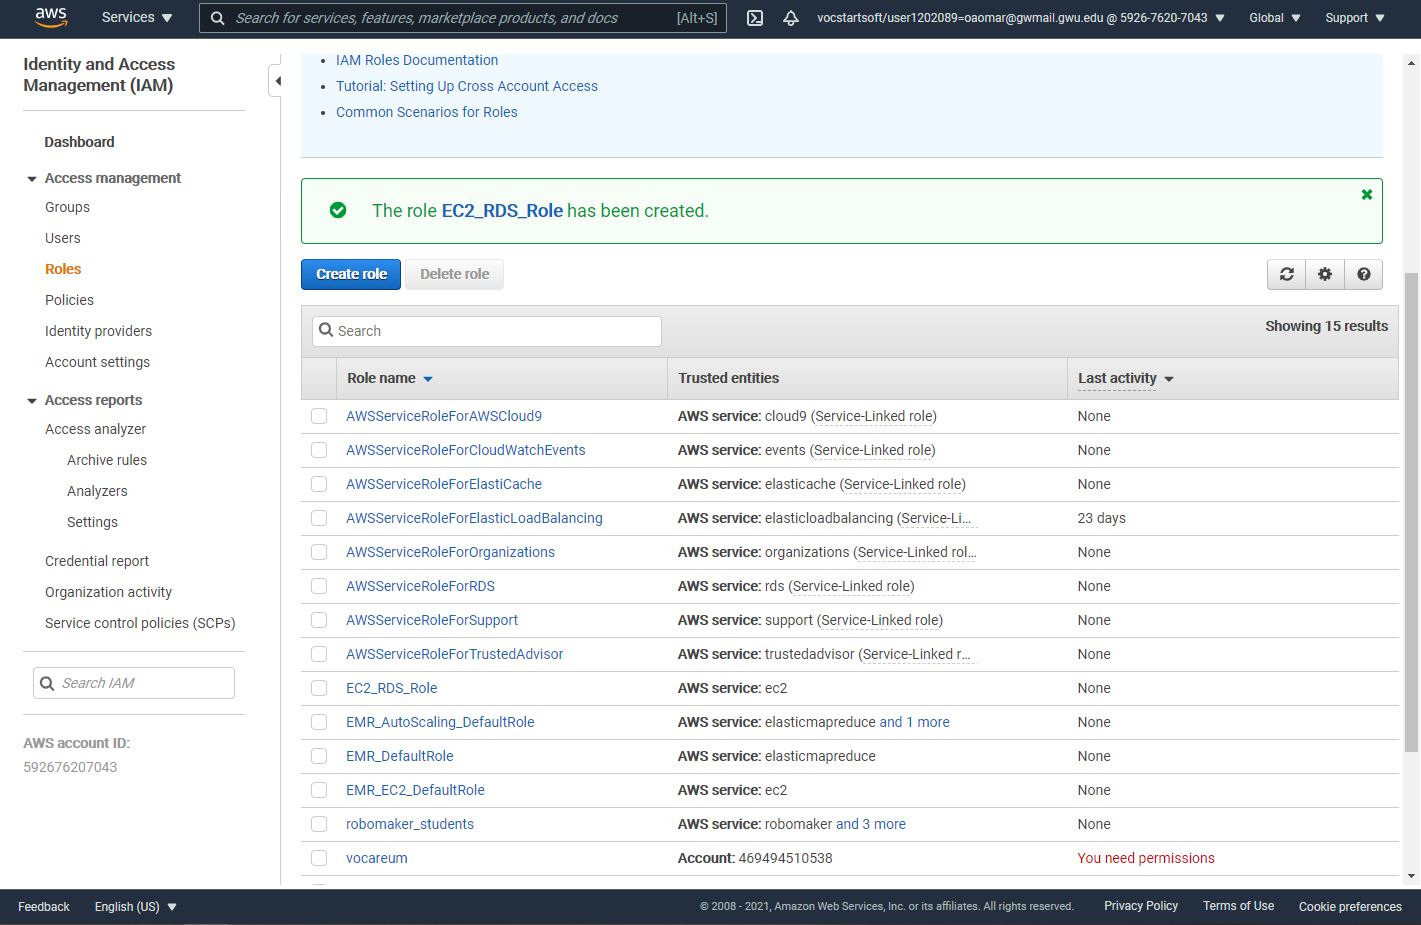 aws
Services
Search for services, features, marketplace products, and docs
[Alt+S]
vocstartsoft/user1202089=oaomar@gwmail.gwu.edu @ 5926-7620-7043
Global
Support
Identity and Access
Management (IAM)
Dashboard
Access management
Groups
Users
Roles
Policies
Identity providers
Account settings
Access reports
Access analyzer
Archive rules
Analyzers
Settings
Credential report
Organization activity
Service control policies (SCPs)
Search IAM
AWS account ID:
592676207043
IAM Roles Documentation
Tutorial: Setting Up Cross Account Access
Common Scenarios for Roles
The role EC2_RDS_Role has been created.
Create role
Delete role
Search
Showing 15 results
Role name
Trusted entities
Last activity
AWSServiceRoleForAWSCloud9 AWS service: cloud9 (Service-Linked role) None
AWSServiceRoleForCloudWatchEvents AWS service: events (Service-Linked role) None
AWSServiceRoleForElastiCache AWS service: elasticache (Service-Linked role) None
AWSServiceRoleForElasticLoadBalancing AWS service: elasticloadbalancing (Service-Li... 23 days
AWSServiceRoleForOrganizations AWS service: organizations (Service-Linked rol... None
AWSServiceRoleForRDS AWS service: rds (Service-Linked role) None
AWSServiceRoleForSupport AWS service: support (Service-Linked role) None
AWSServiceRoleForTrustedAdvisor AWS service: trustedadvisor (Service-Linked r... None
EC2_RDS_Role AWS service: ec2 None
EMR_AutoScaling_DefaultRole AWS service: elasticmapreduce and 1 more None
EMR_DefaultRole AWS service: elasticmapreduce None
EMR_EC2_DefaultRole AWS service: ec2 None
robomaker_students AWS service: robomaker and 3 more None
vocareum Account: 469494510538 You need permissions
Feedback
English (US)
© 2008 - 2021, Amazon Web Services, Inc. or its affiliates. All rights reserved.
Privacy Policy
Terms of Use
Cookie preferences